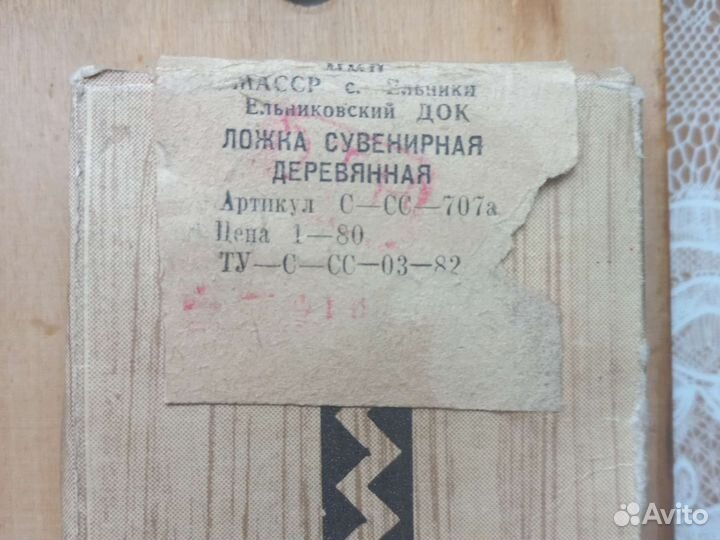 МАССР с. Ельники
Ельниковский ДОК
ЛОЖКА СУВЕНИРНАЯ
ДЕРЕВЯННАЯ
Артикул С—СС—707а
Цена 1—80
ТУ—С—СС—03—82
Avito